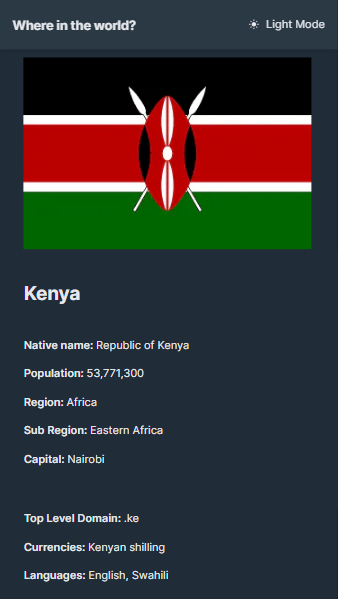 Where in the world?
Light Mode
Kenya
Native name: Republic of Kenya
Population: 53,771,300
Region: Africa
Sub Region: Eastern Africa
Capital: Nairobi
Top Level Domain: .ke
Currencies: Kenyan shilling
Languages: English, Swahili